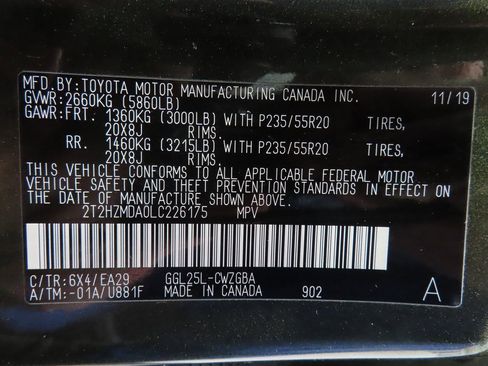 MFD.BY:TOYOTA MOTOR MANUFACTURING CANADA INC. 11/19
GVWR:2660KG (5860LB)
GAWR:FRT. 1360KG (3000LB) WITH P235/55R20 TIRES,
20X8J RIMS.
RR. 1460KG (3215LB) WITH P235/55R20 TIRES,
20X8J RIMS.
THIS VEHICLE CONFORMS TO ALL APPLICABLE FEDERAL MOTOR
VEHICLE SAFETY AND THEFT PREVENTION STANDARDS IN EFFECT ON
THE DATE OF MANUFACTURE SHOWN ABOVE.
2T2HZMDA0LC226175 MPV
C/TR:6X4/EA29 GGL25L-CWZGBA
A/TM:-01A/U881F MADE IN CANADA 902 A